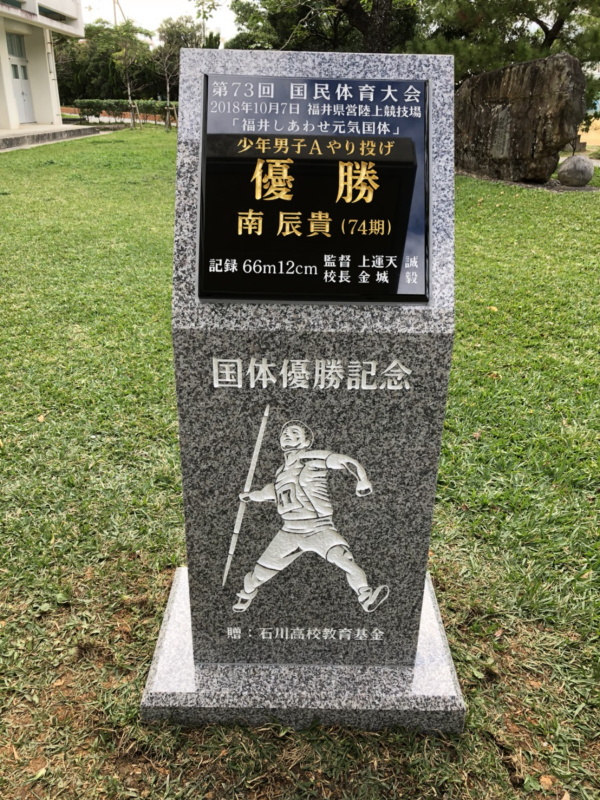 第73回 国民体育大会
2018年10月7日 福井県営陸上競技場
「福井しあわせ元気国体」
少年男子Aやり投げ
優勝
南 辰貴(74期)
記録 66m12cm 監督 上運天 誠
校長 金城 毅
国体優勝記念
贈:石川高校教育基金